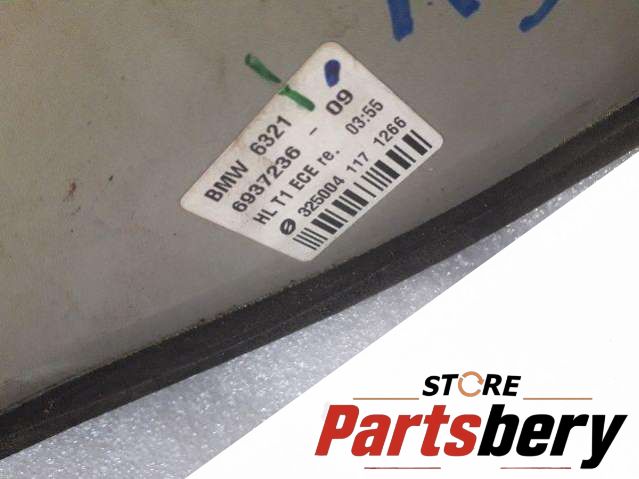 BMW 6321
6937236 - 09
HL T1 ECE re. 03:55
325004 117 1266
STORE
Partsbery